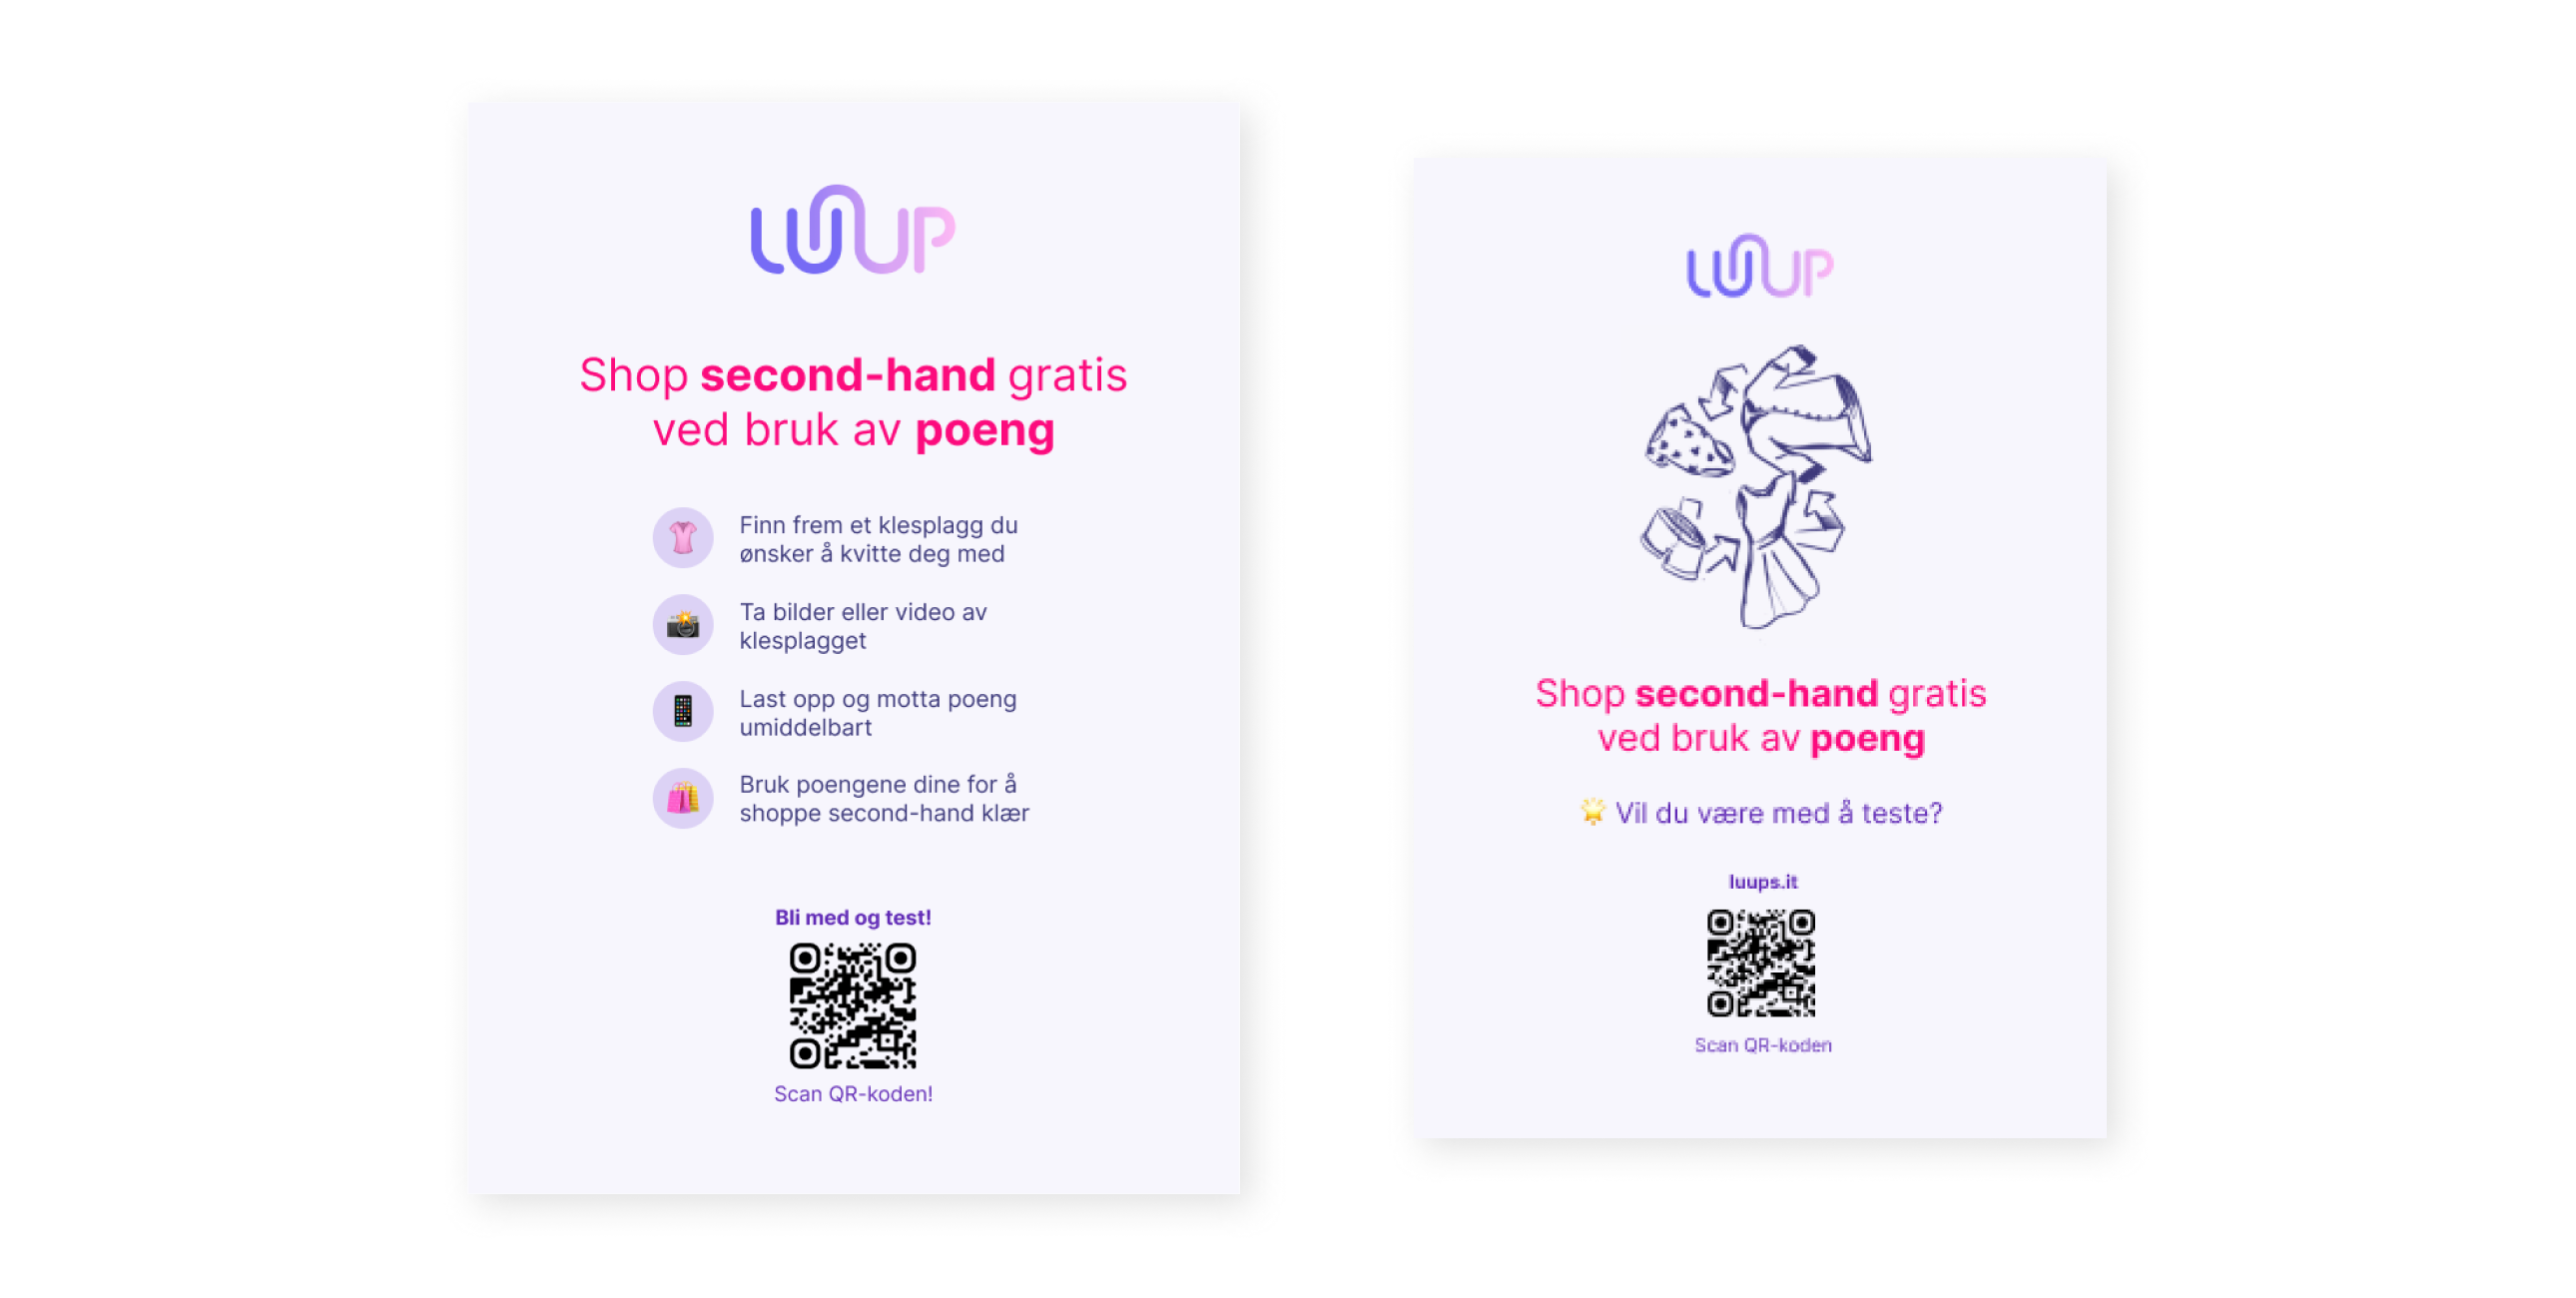 LUUP
Shop second-hand gratis
ved bruk av poeng
Finn frem et klesplagg du
ønsker å kvitte deg med
Ta bilder eller video av
klesplagget
Last opp og motta poeng
umiddelbart
Bruk poengene dine for å
shoppe second-hand klær
Bli med og test!
Scan QR-koden!
LUUP
Shop second-hand gratis
ved bruk av poeng
Vil du være med å teste?
luups.it
Scan QR-koden